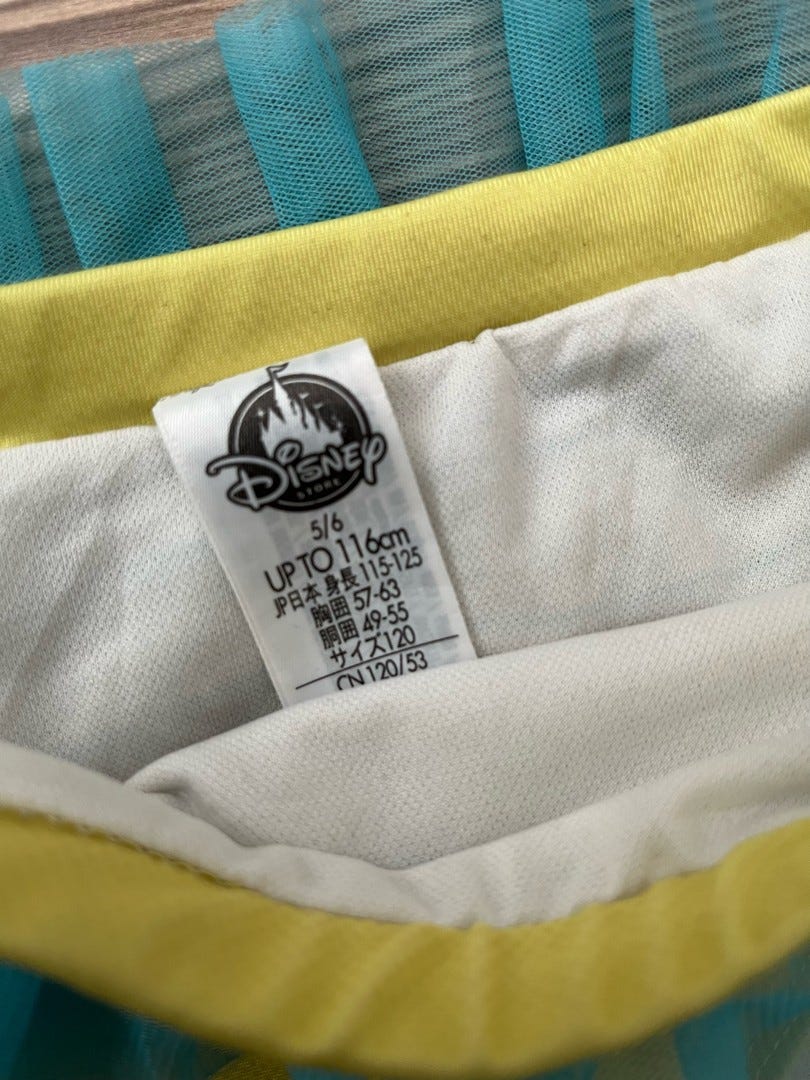 Disney
STORE
5/6
UP TO 116cm
JP日本 身長 115-125
胸囲 57-63
胴囲 49-55
サイズ120
CN 120/53